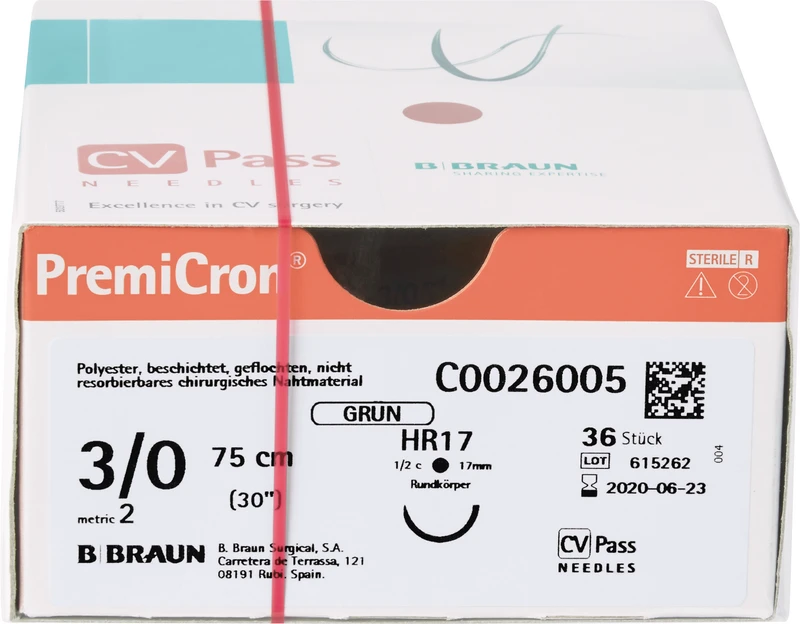 CV Pass
NEEDLES
Excellence in CV surgery
B|BRAUN
SHARING EXPERTISE
PremiCron®
STERILE R
2
Polyester, beschichtet, geflochten, nicht
resorbierbares chirurgisches Nahtmaterial
C0026005
GRÜN
3/0
75 cm
(30")
metric 2
HR17
1/2 c 17mm
Rundkörper
36 Stück
LOT 615262
2020-06-23
004
B|BRAUN
B. Braun Surgical, S.A.
Carretera de Terrassa, 121
08191 Rubí. Spain.
CV Pass
NEEDLES